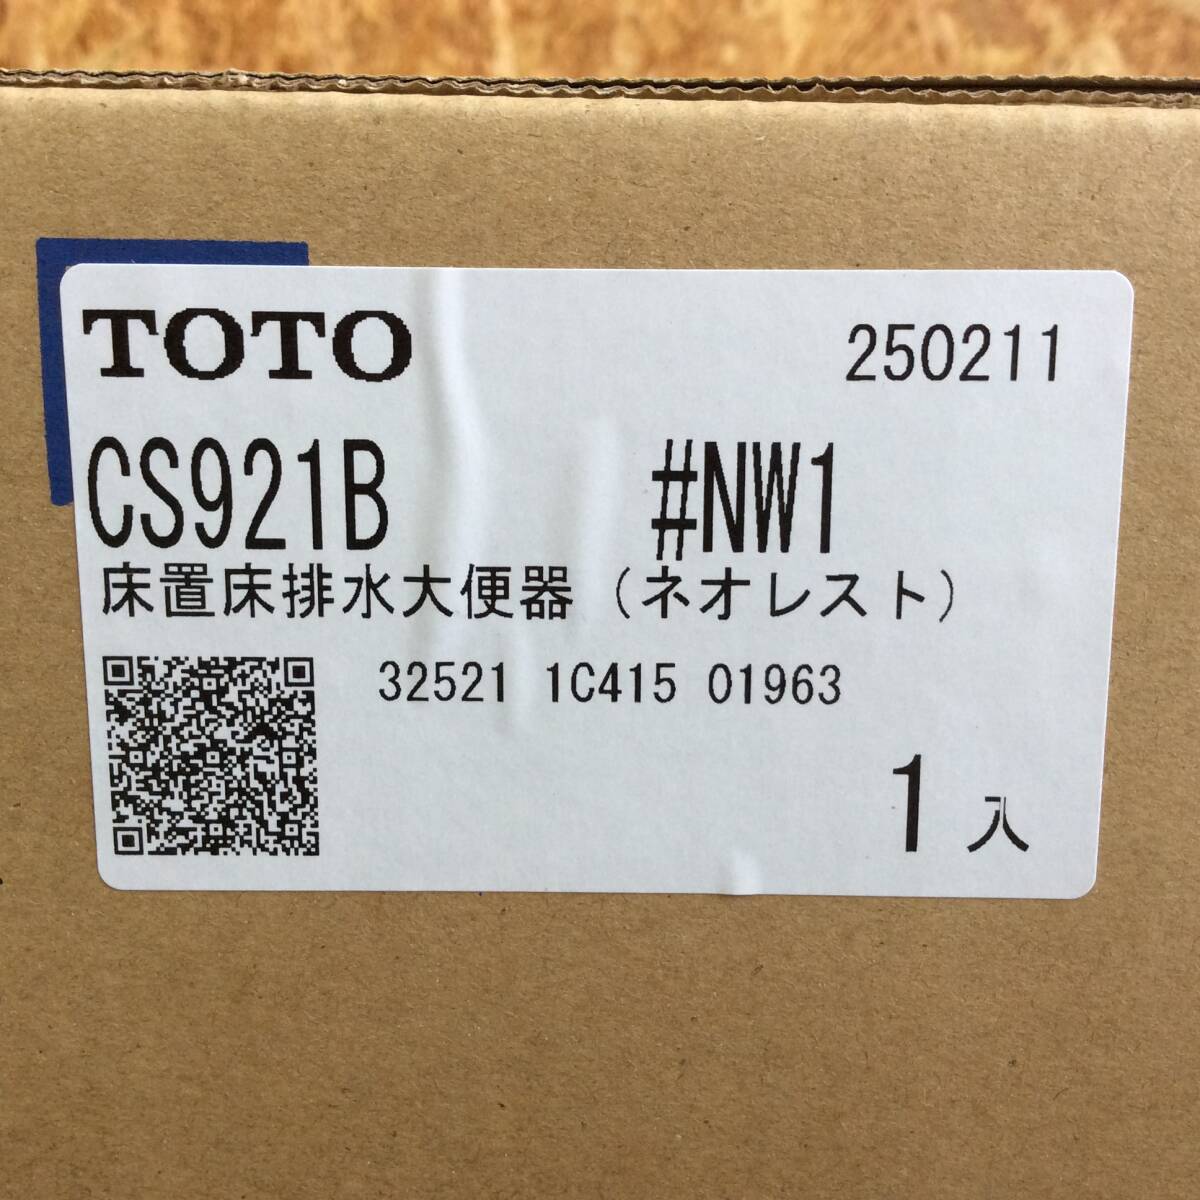 TOTO 250211
CS921B #NW1
床置床排水大便器（ネオレスト）
32521 1C415 01963
1入